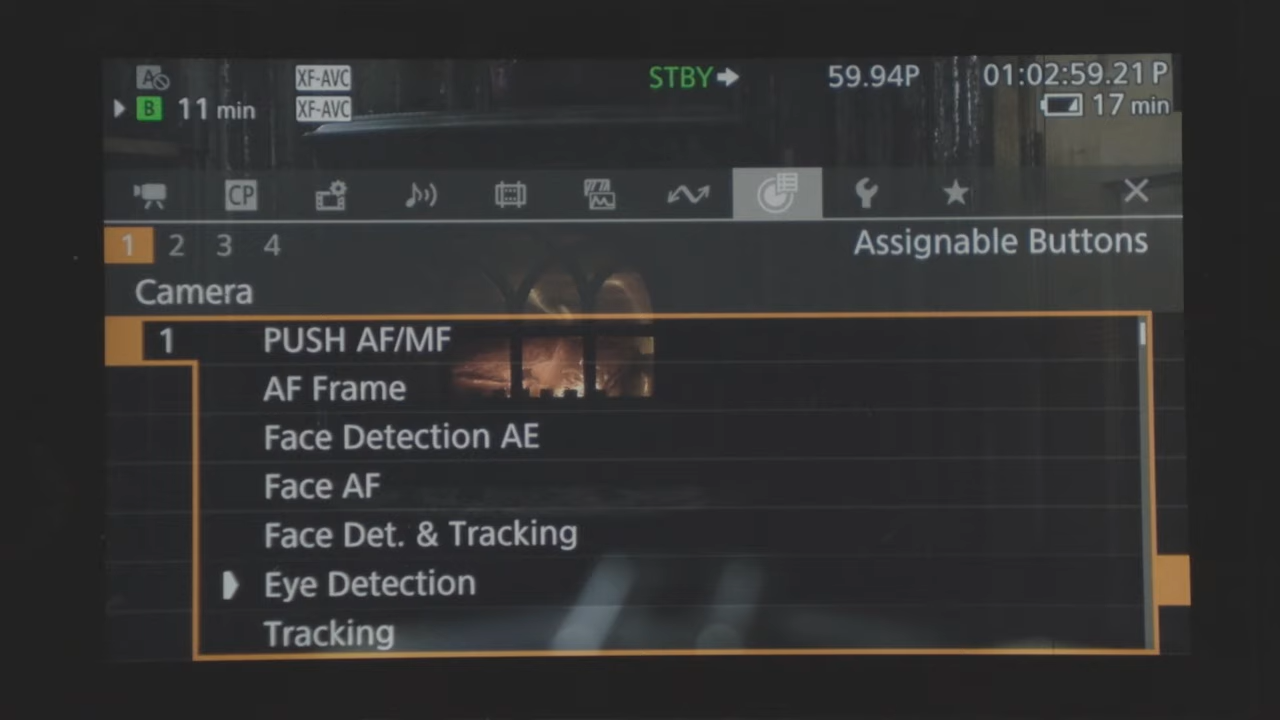 A XF-AVC STBY 59.94P 01:02:59.21 P
B 11 min XF-AVC 17 min
CP
1 2 3 4 Assignable Buttons
Camera
1 PUSH AF/MF
AF Frame
Face Detection AE
Face AF
Face Det. & Tracking
Eye Detection
Tracking